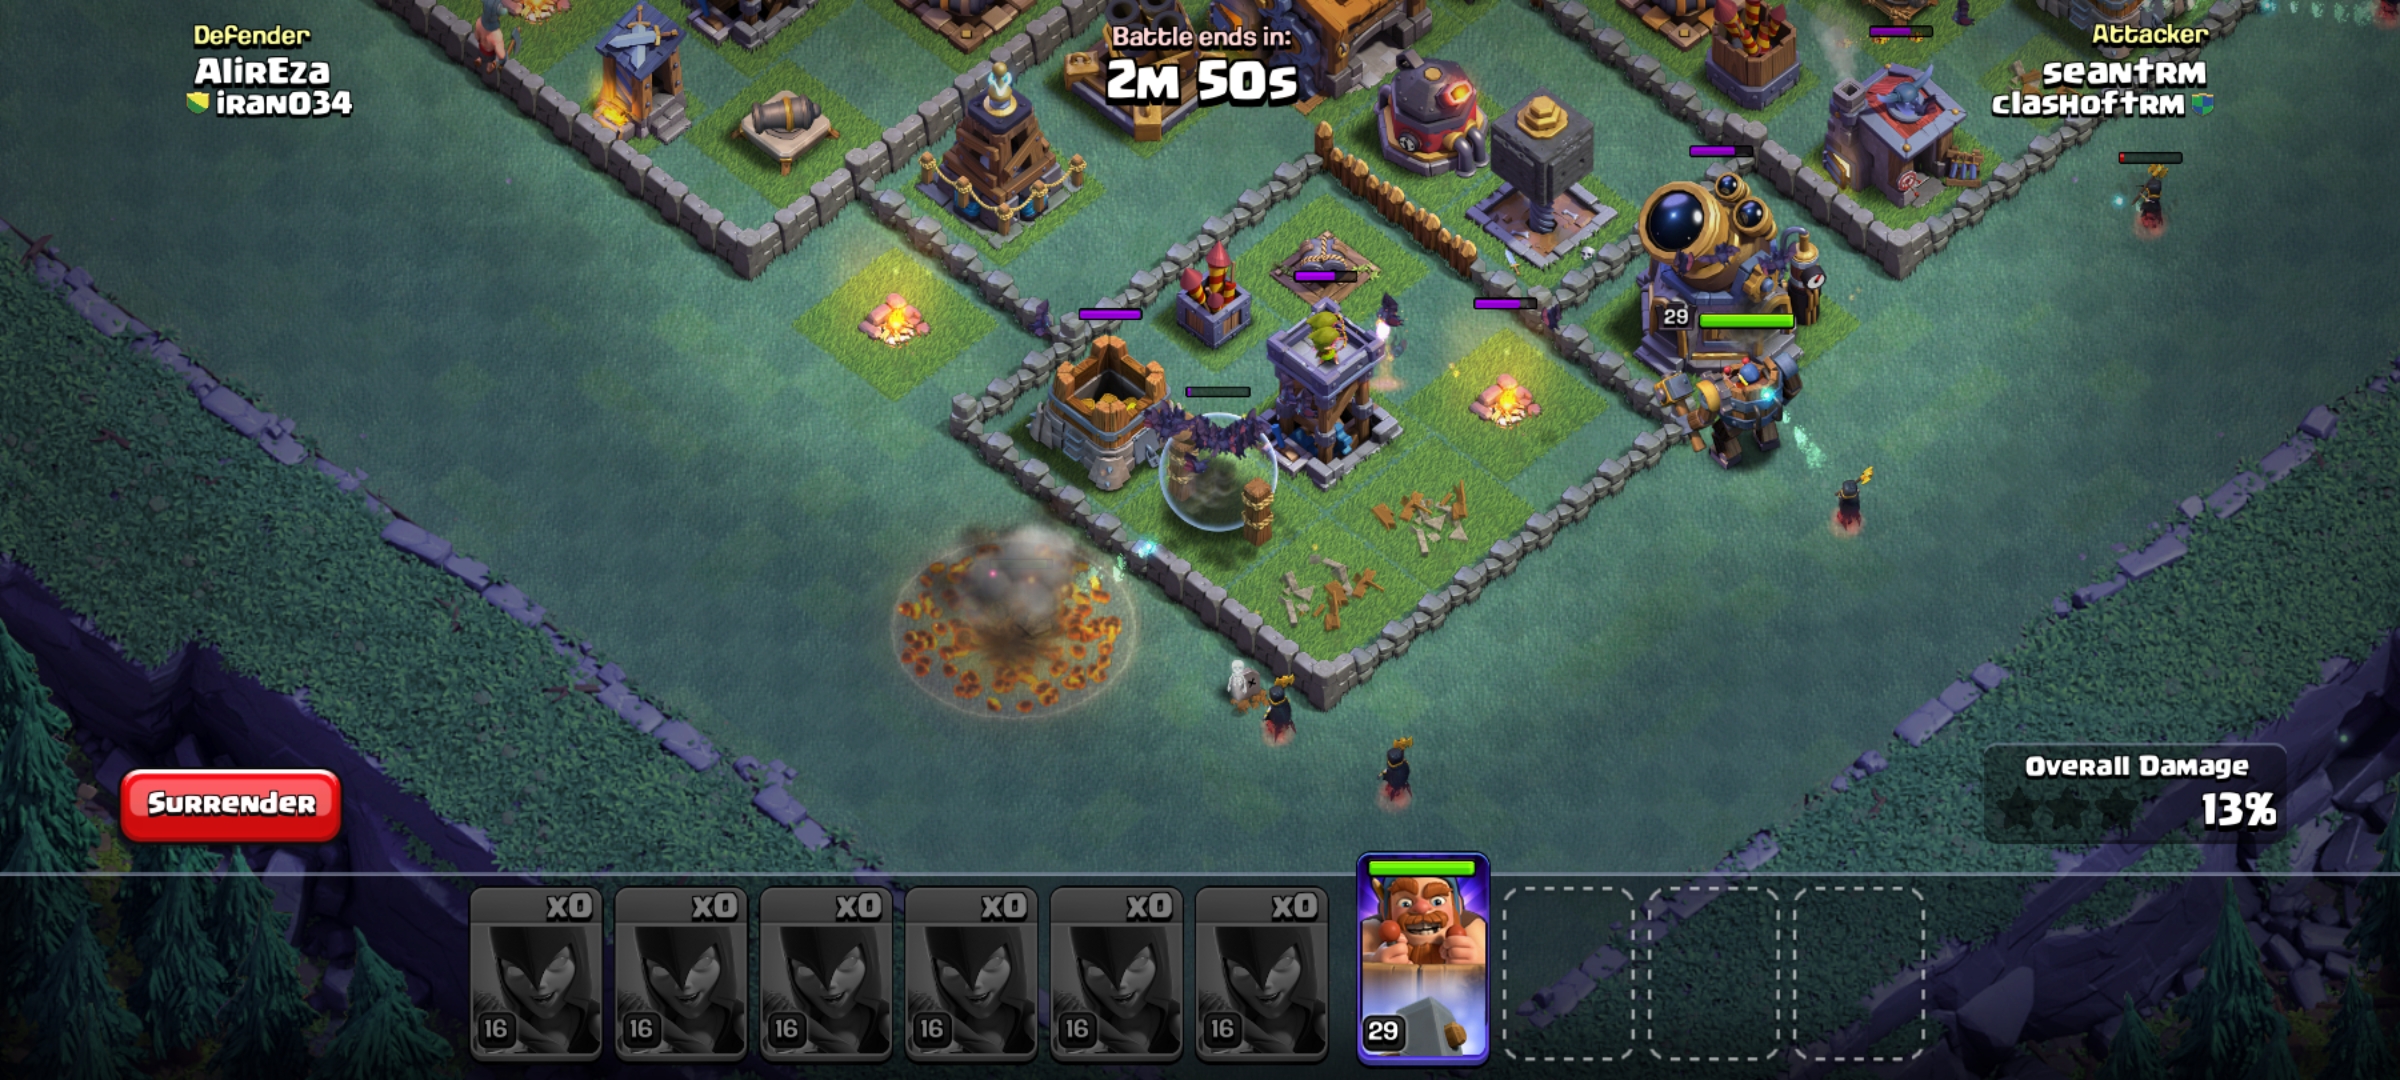 Defender
AlirEza
iran034
Battle ends in:
2m 50s
Attacker
seantrm
clashoftrm
29
Surrender
Overall Damage
13%
x0
x0
x0
x0
x0
x0
16
16
16
16
16
16
29